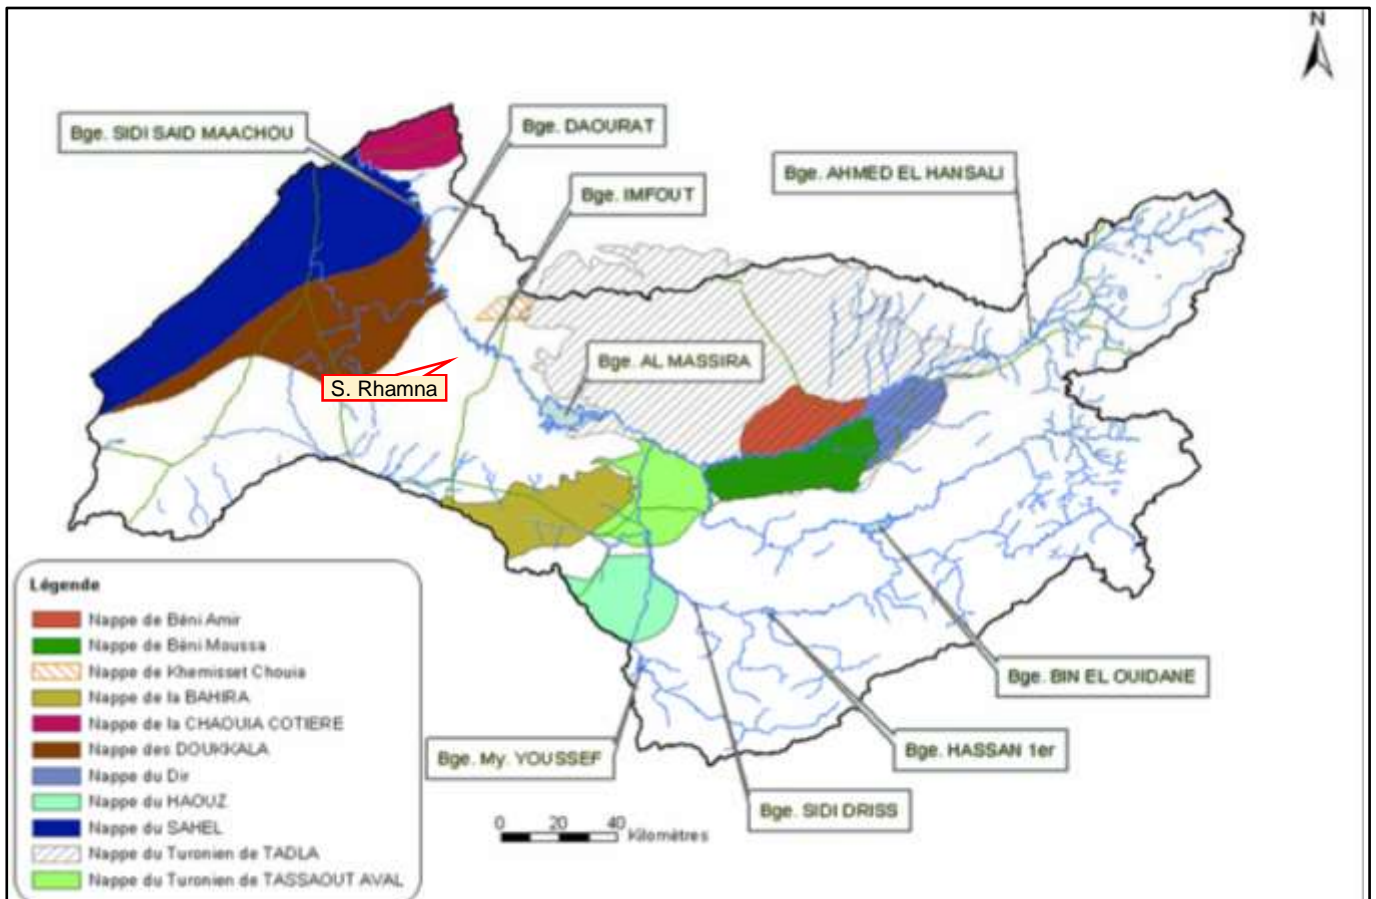 N
Bge. SIDI SAID MAACHOU
Bge. DAOURAT
Bge. AHMED EL HANSALI
Bge. IMFOUT
Bge. AL MASSIRA
S. Rhamna
Bge. BIN EL OUIDANE
Bge. HASSAN 1er
Bge. My. YOUSSEF
Bge. SIDI DRISS
0 20 40
Kilomètres
Légende
Nappe de Béni Amir
Nappe de Béni Moussa
Nappe de Khemisset Chouia
Nappe de la BAHIRA
Nappe de la CHAOUIA COTIERE
Nappe des DOUKKALA
Nappe du Dir
Nappe du HAOUZ
Nappe du SAHEL
Nappe du Turonien de TADLA
Nappe du Turonien de TASSAOUT AVAL